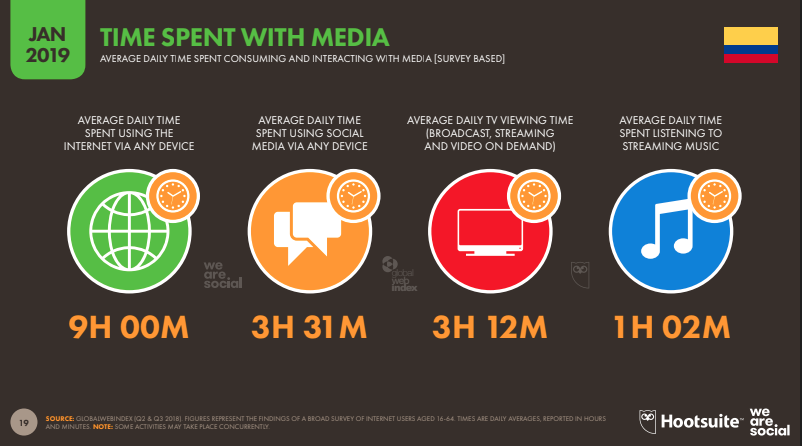 JAN
2019
TIME SPENT WITH MEDIA
AVERAGE DAILY TIME SPENT CONSUMING AND INTERACTING WITH MEDIA [SURVEY BASED]
AVERAGE DAILY TIME
SPENT USING THE
INTERNET VIA ANY DEVICE
AVERAGE DAILY TIME
SPENT USING SOCIAL
MEDIA VIA ANY DEVICE
AVERAGE DAILY TV VIEWING TIME
(BROADCAST, STREAMING
AND VIDEO ON DEMAND)
AVERAGE DAILY TIME
SPENT LISTENING TO
STREAMING MUSIC
we
are
social
global
web
index
9H 00M
3H 31M
3H 12M
1H 02M
19
SOURCE: GLOBALWEBINDEX (Q2 & Q3 2018). FIGURES REPRESENT THE FINDINGS OF A BROAD SURVEY OF INTERNET USERS AGED 16-64. TIMES ARE DAILY AVERAGES, REPORTED IN HOURS
AND MINUTES. NOTE: SOME ACTIVITIES MAY TAKE PLACE CONCURRENTLY.
Hootsuite™
we
are
social